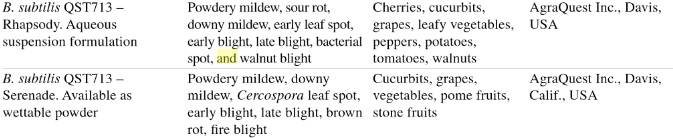 B. subtilis QST713 – Powdery mildew, sour rot, Cherries, cucurbits, AgraQuest Inc., Davis,
Rhapsody. Aqueous downy mildew, early leaf spot, grapes, leafy vegetables, USA
suspension formulation early blight, late blight, bacterial peppers, potatoes,
spot, and walnut blight tomatoes, walnuts
B. subtilis QST713 – Powdery mildew, downy Cucurbits, grapes, AgraQuest Inc., Davis,
Serenade. Available as mildew, Cercospora leaf spot, vegetables, pome fruits, Calif., USA
wettable powder early blight, late blight, brown stone fruits
rot, fire blight